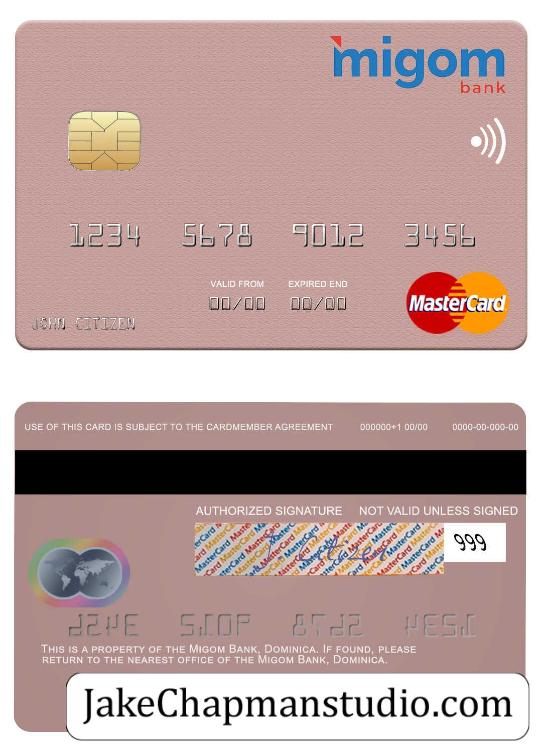 migom
bank
1234 5678 9012 3456
VALID FROM EXPIRED END
00/00 00/00
MasterCard
JOHN CITIZEN
USE OF THIS CARD IS SUBJECT TO THE CARDMEMBER AGREEMENT 000000+1 00/00 0000-00-000-00
AUTHORIZED SIGNATURE NOT VALID UNLESS SIGNED
999
THIS IS A PROPERTY OF THE MIGOM BANK, DOMINICA. IF FOUND, PLEASE
RETURN TO THE NEAREST OFFICE OF THE MIGOM BANK, DOMINICA.
JakeChapmanstudio.com